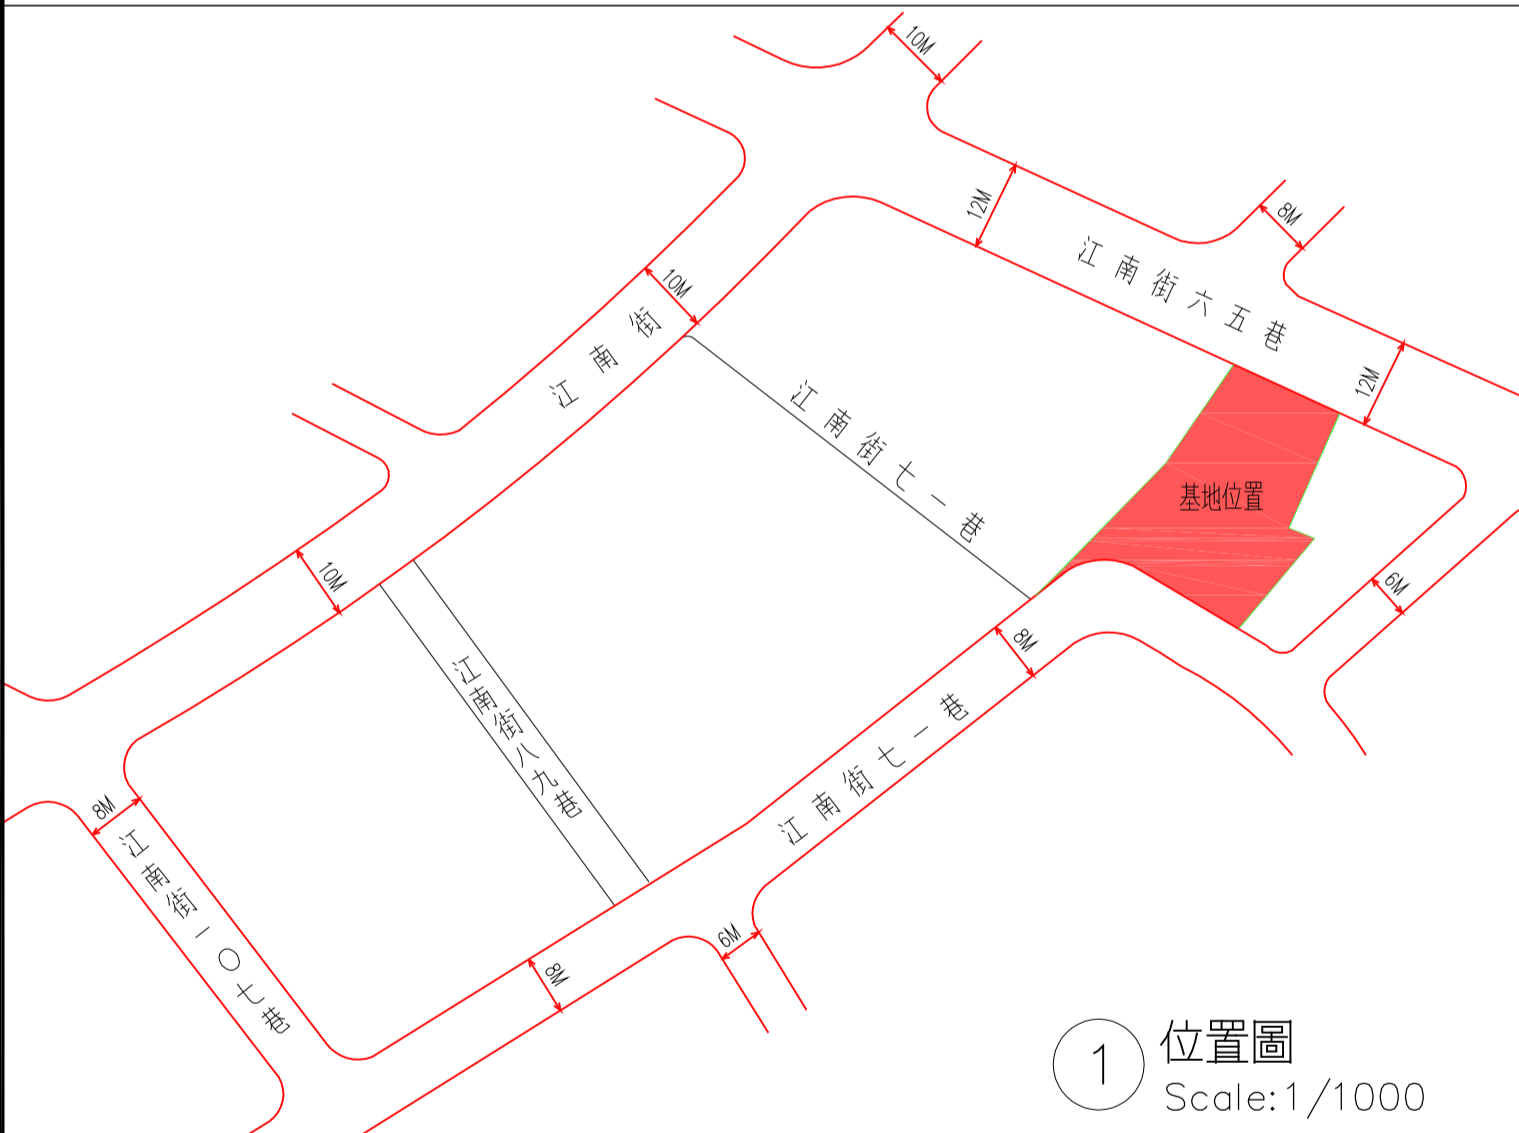 10M
12M
8M
江南街六五巷
10M
江南街
12M
江南街七一巷
基地位置
10M
6M
8M
江南街八九巷
江南街七一巷
8M
江南街一〇七巷
6M
8M
1
位置圖
Scale:1/1000